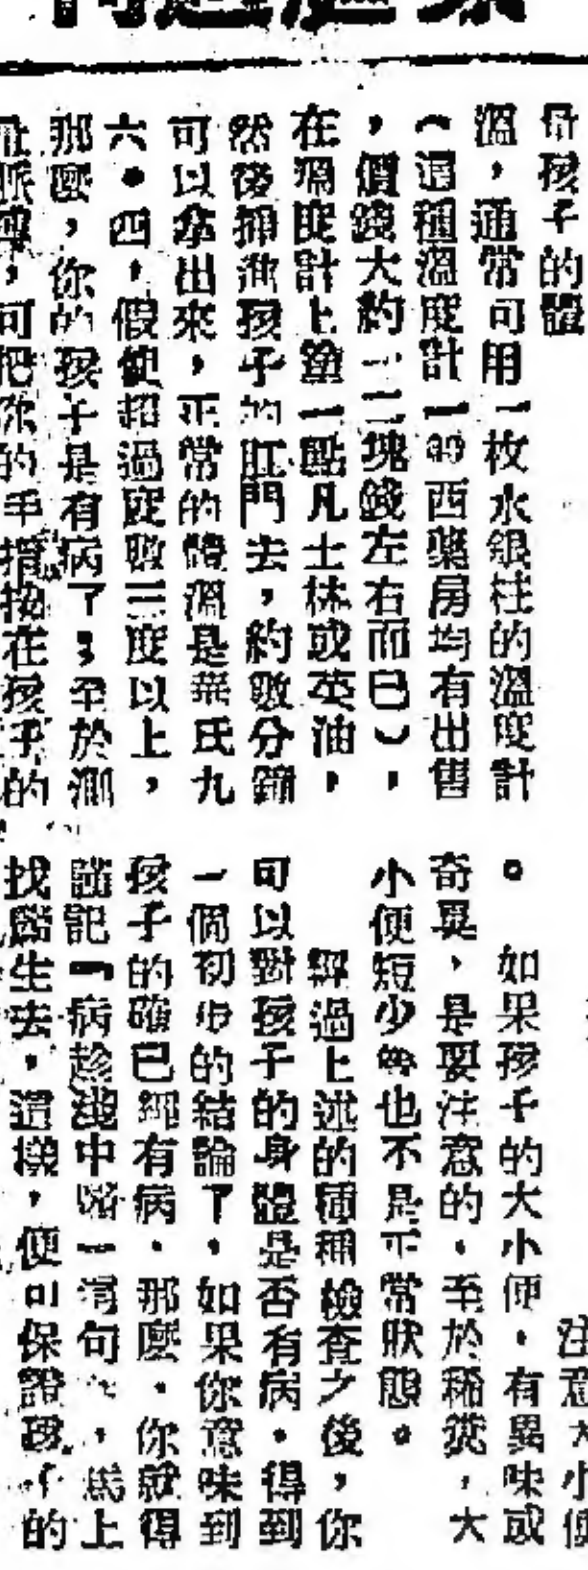 量孩子的體
溫，通常可用一枚水銀柱的溫度計
（這種溫度計一般西藥房均有出售
，價錢大約一二塊錢左右而已），
在溫度計上塗一點凡士林或英油，
然後插進孩子的肛門去，約數分鐘
可以拿出來，正常的體溫是華氏九
六•四，假使超過度數三度以上，
那麼，你的孩子是有病了；至於測
量脈搏，可把你的手指按在孩子的
注意大小便
。如果孩子的大小便，有異味或
奇異，是要注意的，至於稀糞，大
小便短少等也不是正常狀態。
經過上述的種種檢查之後，你
可以對孩子的身體是否有病，得到
一個初步的結論了，如果你意味到
孩子的確已經有病，那麼，你就得
謹記「病趁淺中醫」這句，馬上
找醫生去，這樣，便可保證孩子的